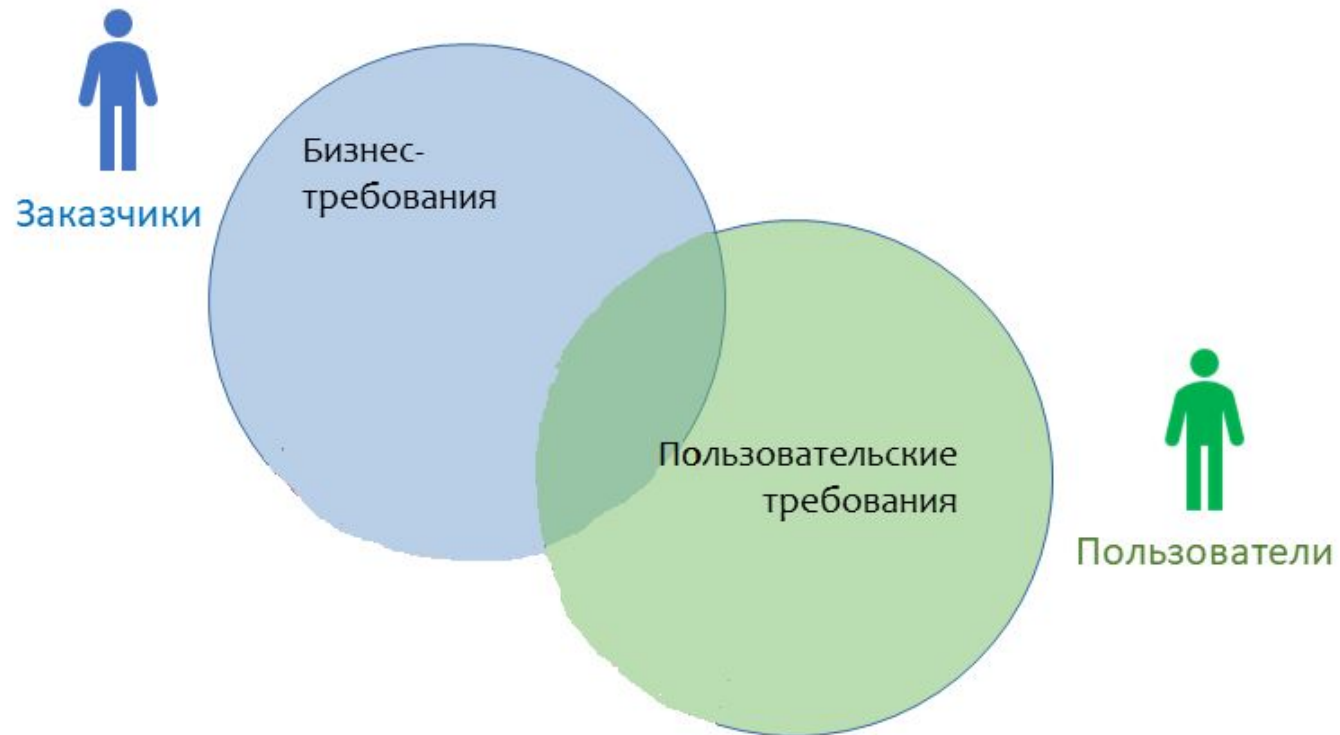 Бизнес-
требования
Заказчики
Пользовательские
требования
Пользователи